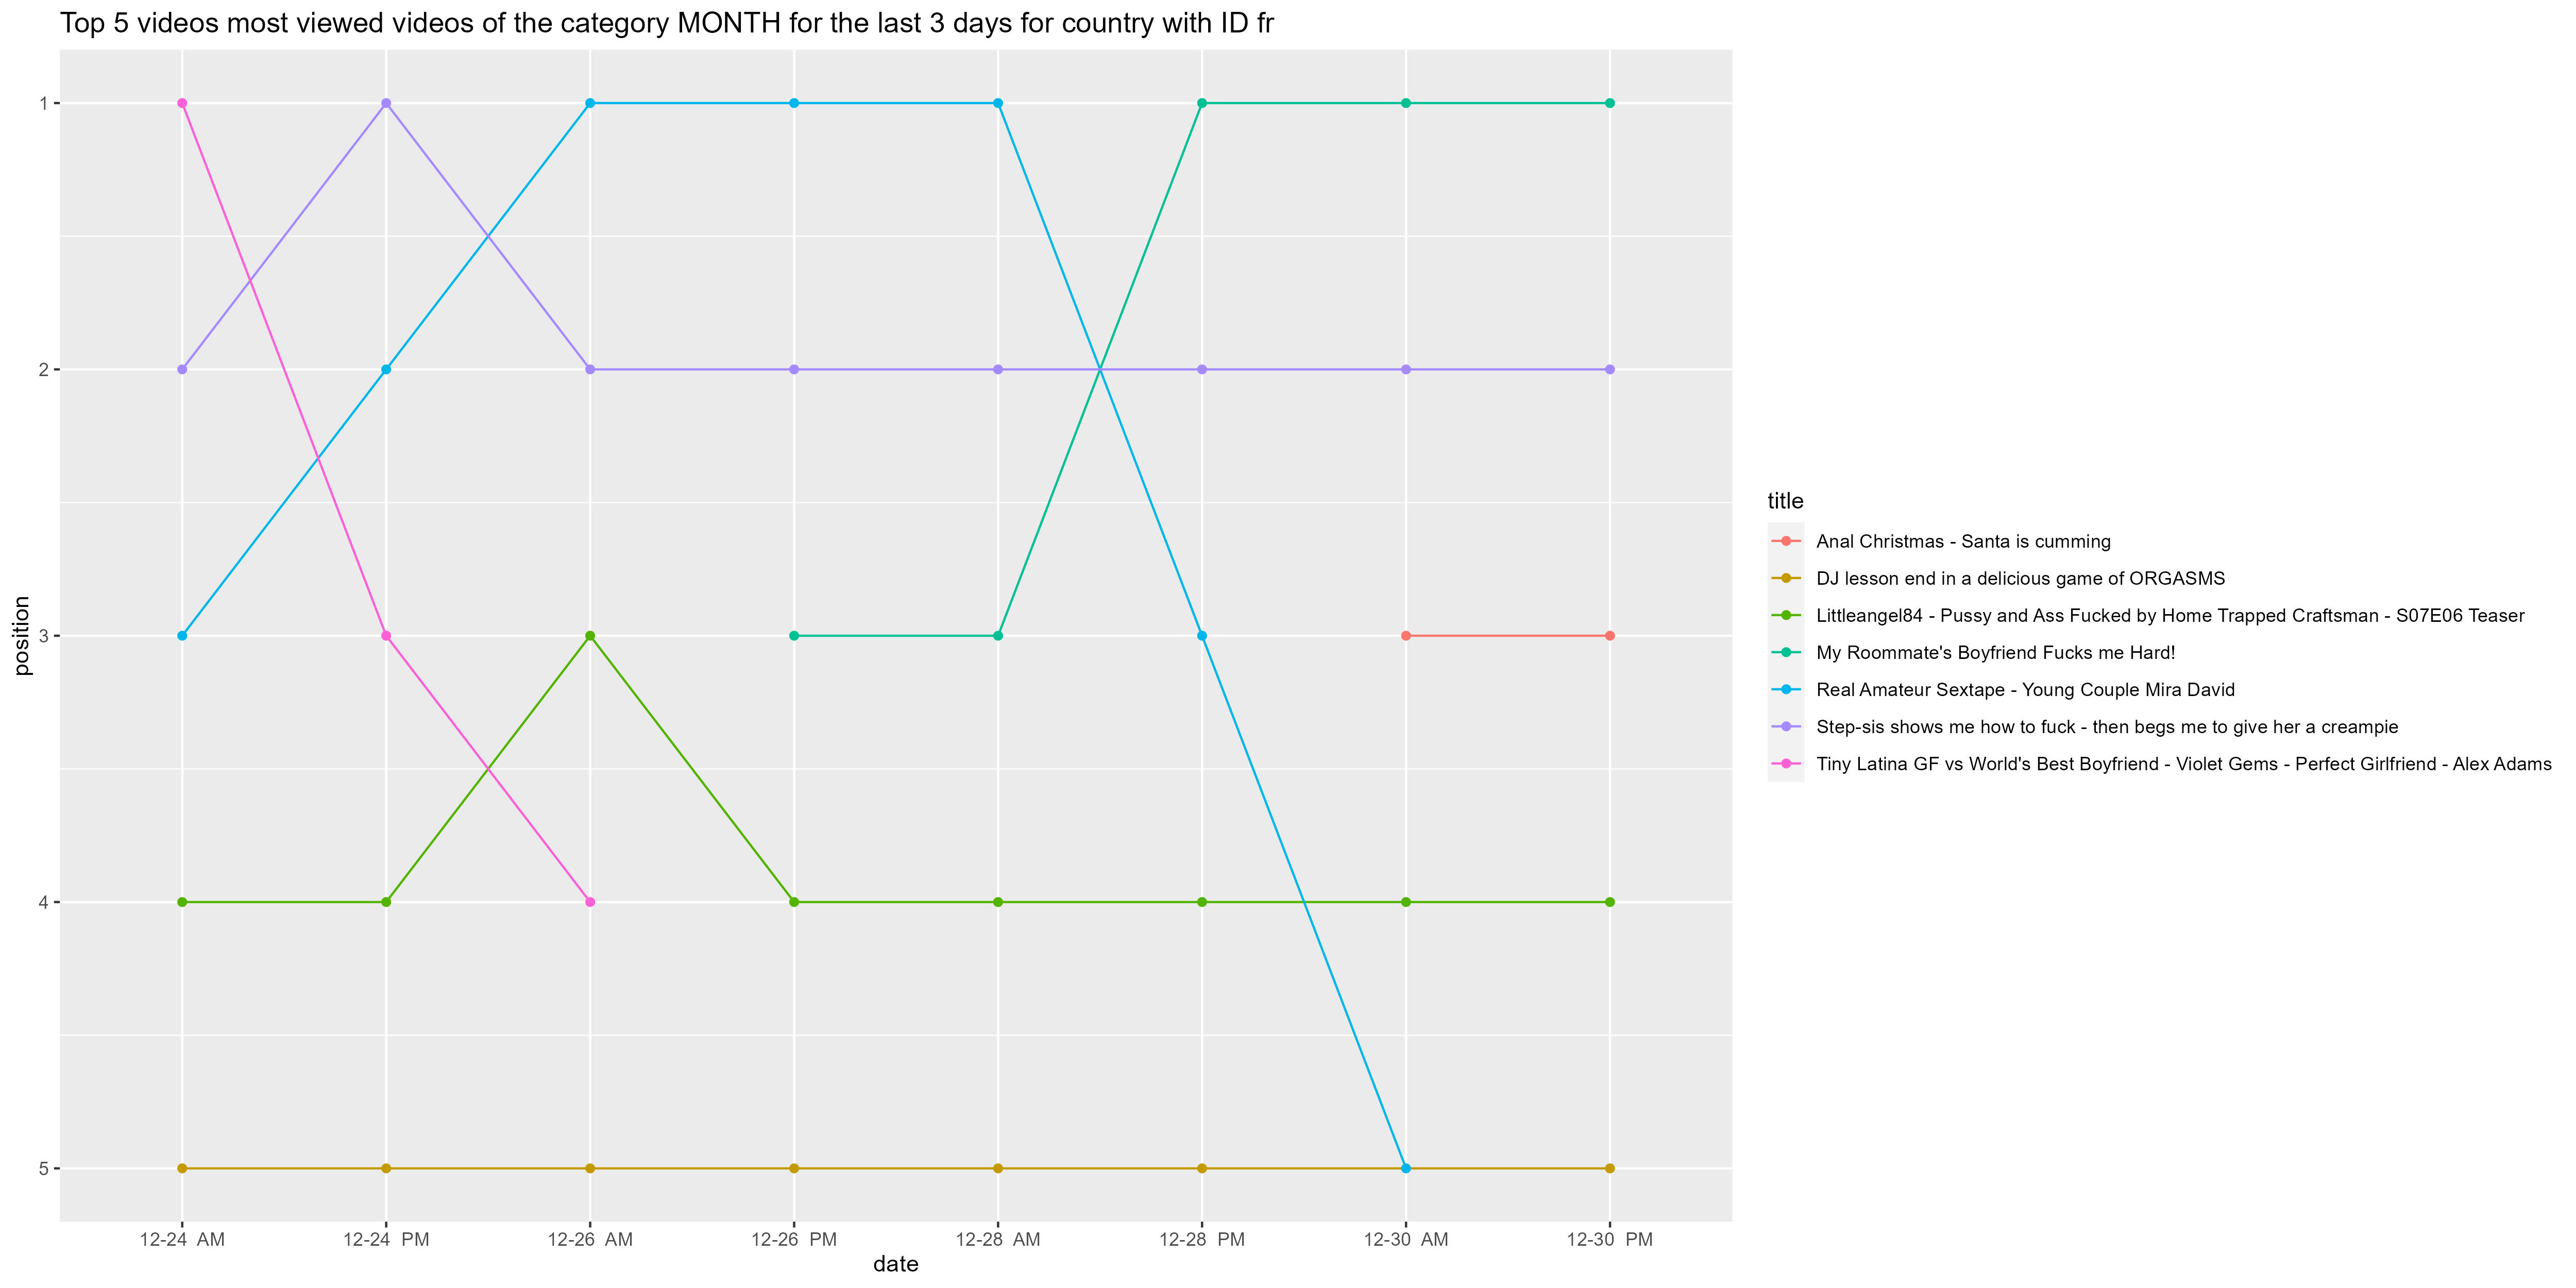 Top 5 videos most viewed videos of the category MONTH for the last 3 days for country with ID fr
1
2
3
4
5
position
12-24 AM
12-24 PM
12-26 AM
12-26 PM
12-28 AM
12-28 PM
12-30 AM
12-30 PM
date
title
Anal Christmas - Santa is cumming
DJ lesson end in a delicious game of ORGASMS
Littleangel84 - Pussy and Ass Fucked by Home Trapped Craftsman - S07E06 Teaser
My Roommate's Boyfriend Fucks me Hard!
Real Amateur Sextape - Young Couple Mira David
Step-sis shows me how to fuck - then begs me to give her a creampie
Tiny Latina GF vs World's Best Boyfriend - Violet Gems - Perfect Girlfriend - Alex Adams